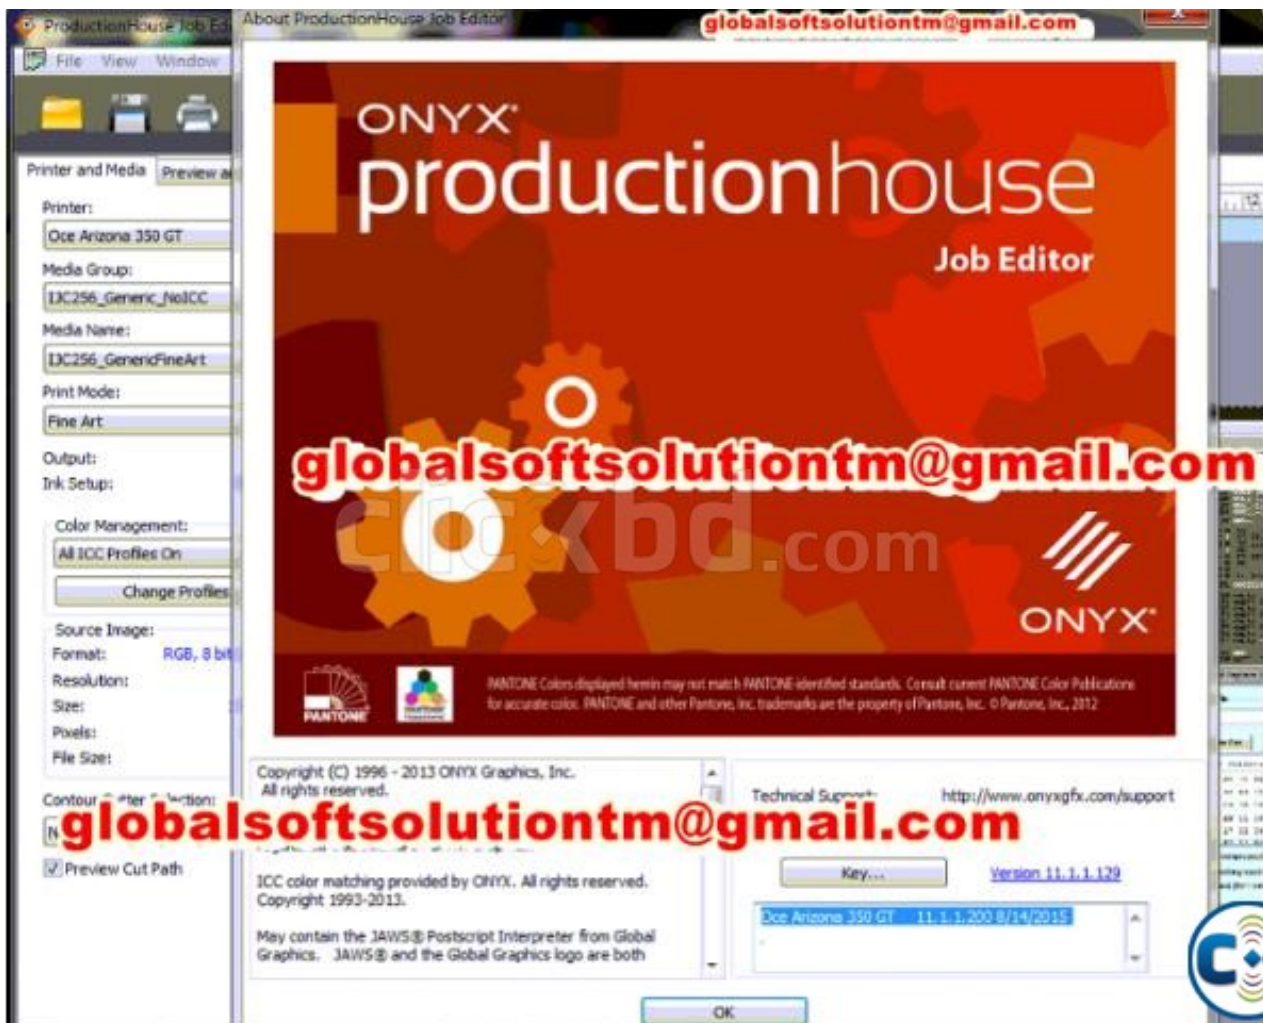 ProductionHouse Job Edi
About ProductionHouse Job Editor
globalsoftsolutiontm@gmail.com
File View Window
Printer and Media
Preview a
Printer:
Oce Arizona 350 GT
Media Group:
IJC256_Generic_NoICC
Media Name:
IJC256_GenericFineArt
Print Mode:
Fine Art
Output:
Ink Setup:
Color Management:
All ICC Profiles On
Change Profiles
Source Image:
Format: RGB, 8 bit
Resolution:
Size:
Pixels:
File Size:
Contour Cutter Selection:
Preview Cut Path
ONYX
productionhouse
Job Editor
globalsoftsolutiontm@gmail.com
clickbd.com
ONYX
PANTONE
PANTONE Colors displayed herein may not match PANTONE-identified standards. Consult current PANTONE Color Publications
for accurate color. PANTONE and other Pantone, Inc. trademarks are the property of Pantone, Inc. © Pantone, Inc., 2012
Copyright (C) 1996 - 2013 ONYX Graphics, Inc.
All rights reserved.
globalsoftsolutiontm@gmail.com
ICC color matching provided by ONYX. All rights reserved.
Copyright 1993-2013.
May contain the JAWS® Postscript Interpreter from Global
Graphics. JAWS® and the Global Graphics logo are both
Technical Support: http://www.onyxgfx.com/support
Key...
Version 11.1.1.129
Oce Arizona 350 GT 11.1.1.200 8/14/2015
OK
12